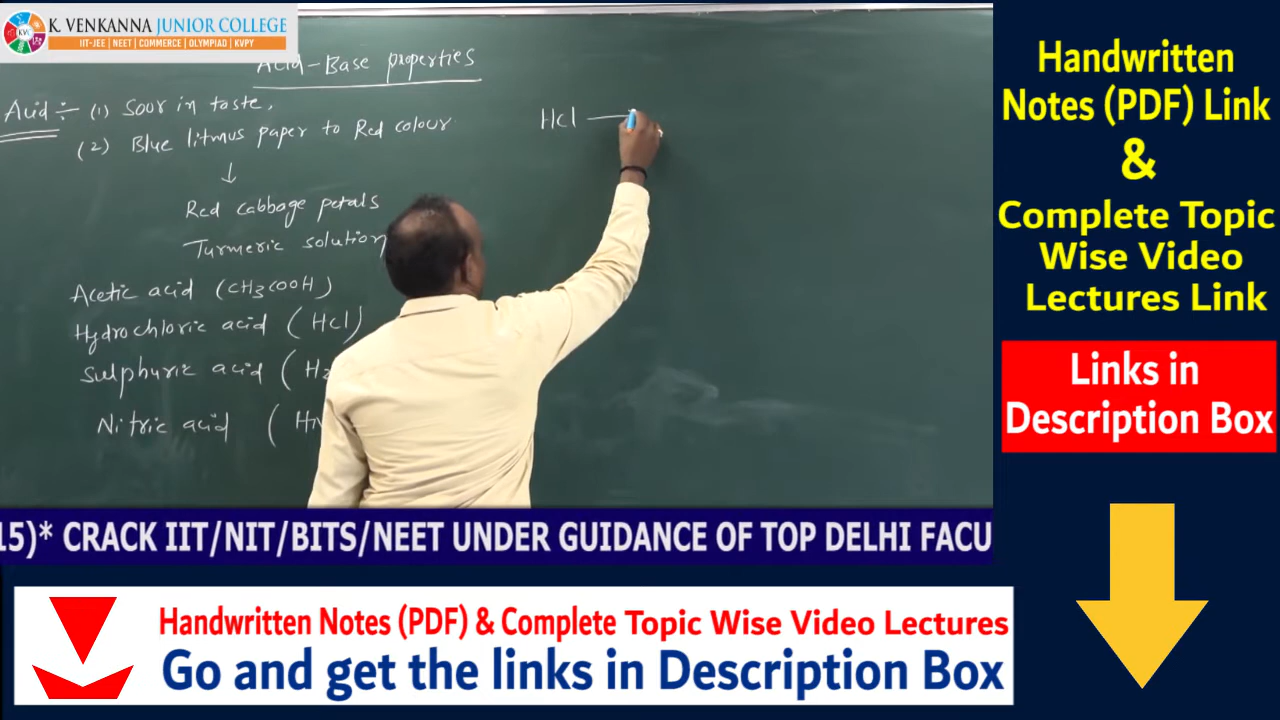 K. VENKANNA JUNIOR COLLEGE
IIT-JEE | NEET | COMMERCE | OLYMPIAD | KVPY
Acid-Base properties
Acid ÷ (1) Soor in taste,
(2) Blue litmus paper to Red colour
↓
Red cabbage petals
Turmeric solution
Acetic acid (CH3COOH)
Hydrochloric acid (Hcl)
Sulphuric acid (H2
Nitric acid (HN
Hcl —
15)* CRACK IIT/NIT/BITS/NEET UNDER GUIDANCE OF TOP DELHI FACU
Handwritten Notes (PDF) & Complete Topic Wise Video Lectures
Go and get the links in Description Box
Handwritten
Notes (PDF) Link
&
Complete Topic
Wise Video
Lectures Link
Links in
Description Box